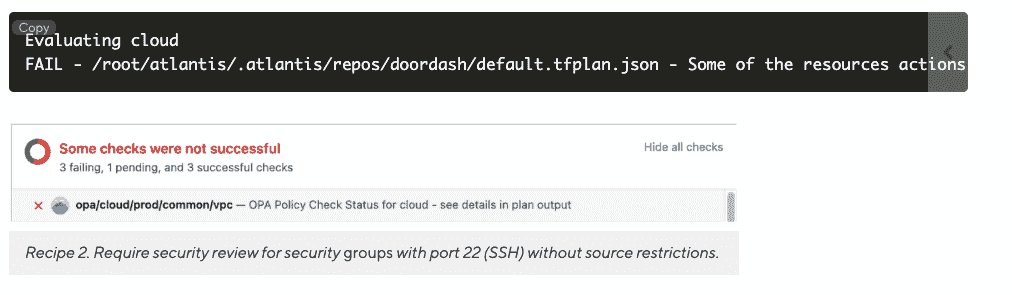 Copy
Evaluating cloud
FAIL - /root/atlantis/.atlantis/repos/doordash/default.tfplan.json - Some of the resources actions
Some checks were not successful
Hide all checks
3 failing, 1 pending, and 3 successful checks
opa/cloud/prod/common/vpc — OPA Policy Check Status for cloud - see details in plan output
Recipe 2. Require security review for security groups with port 22 (SSH) without source restrictions.